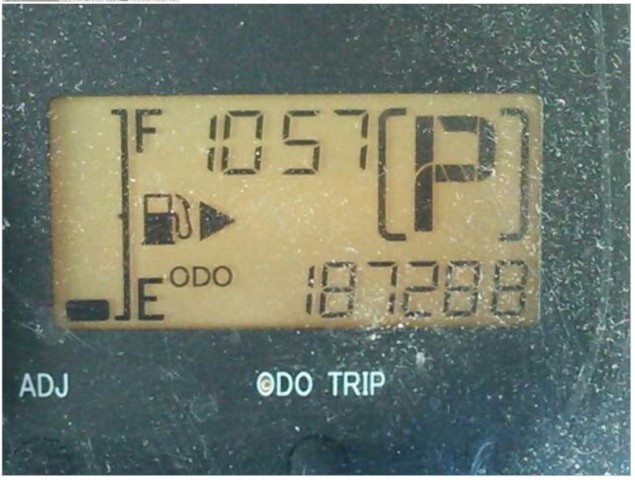 F 1057 [P]
ODO
E 187288
ADJ ODO TRIP